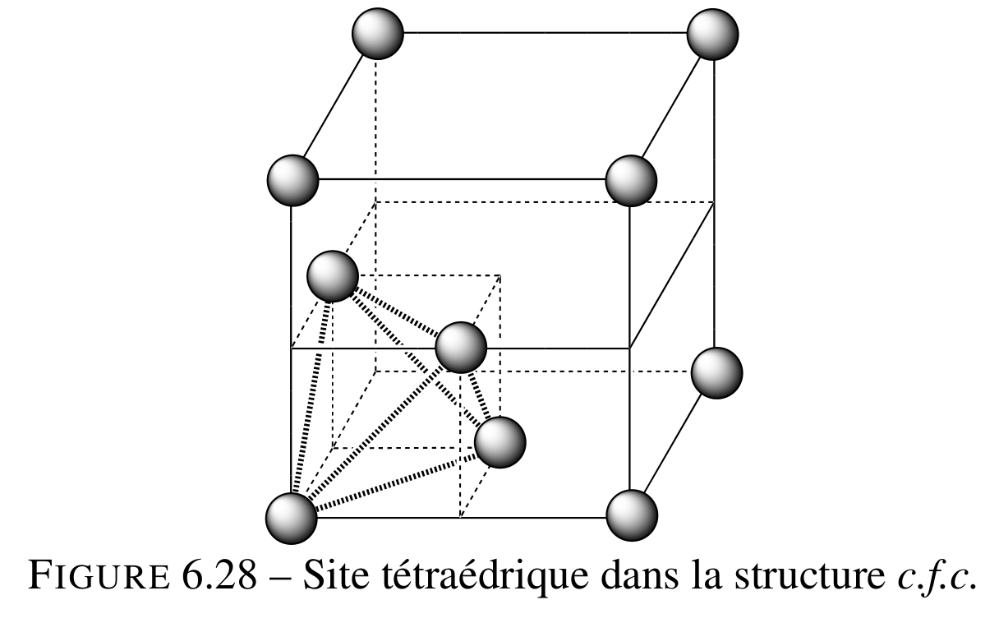 FIGURE 6.28 – Site tétraédrique dans la structure c.f.c.